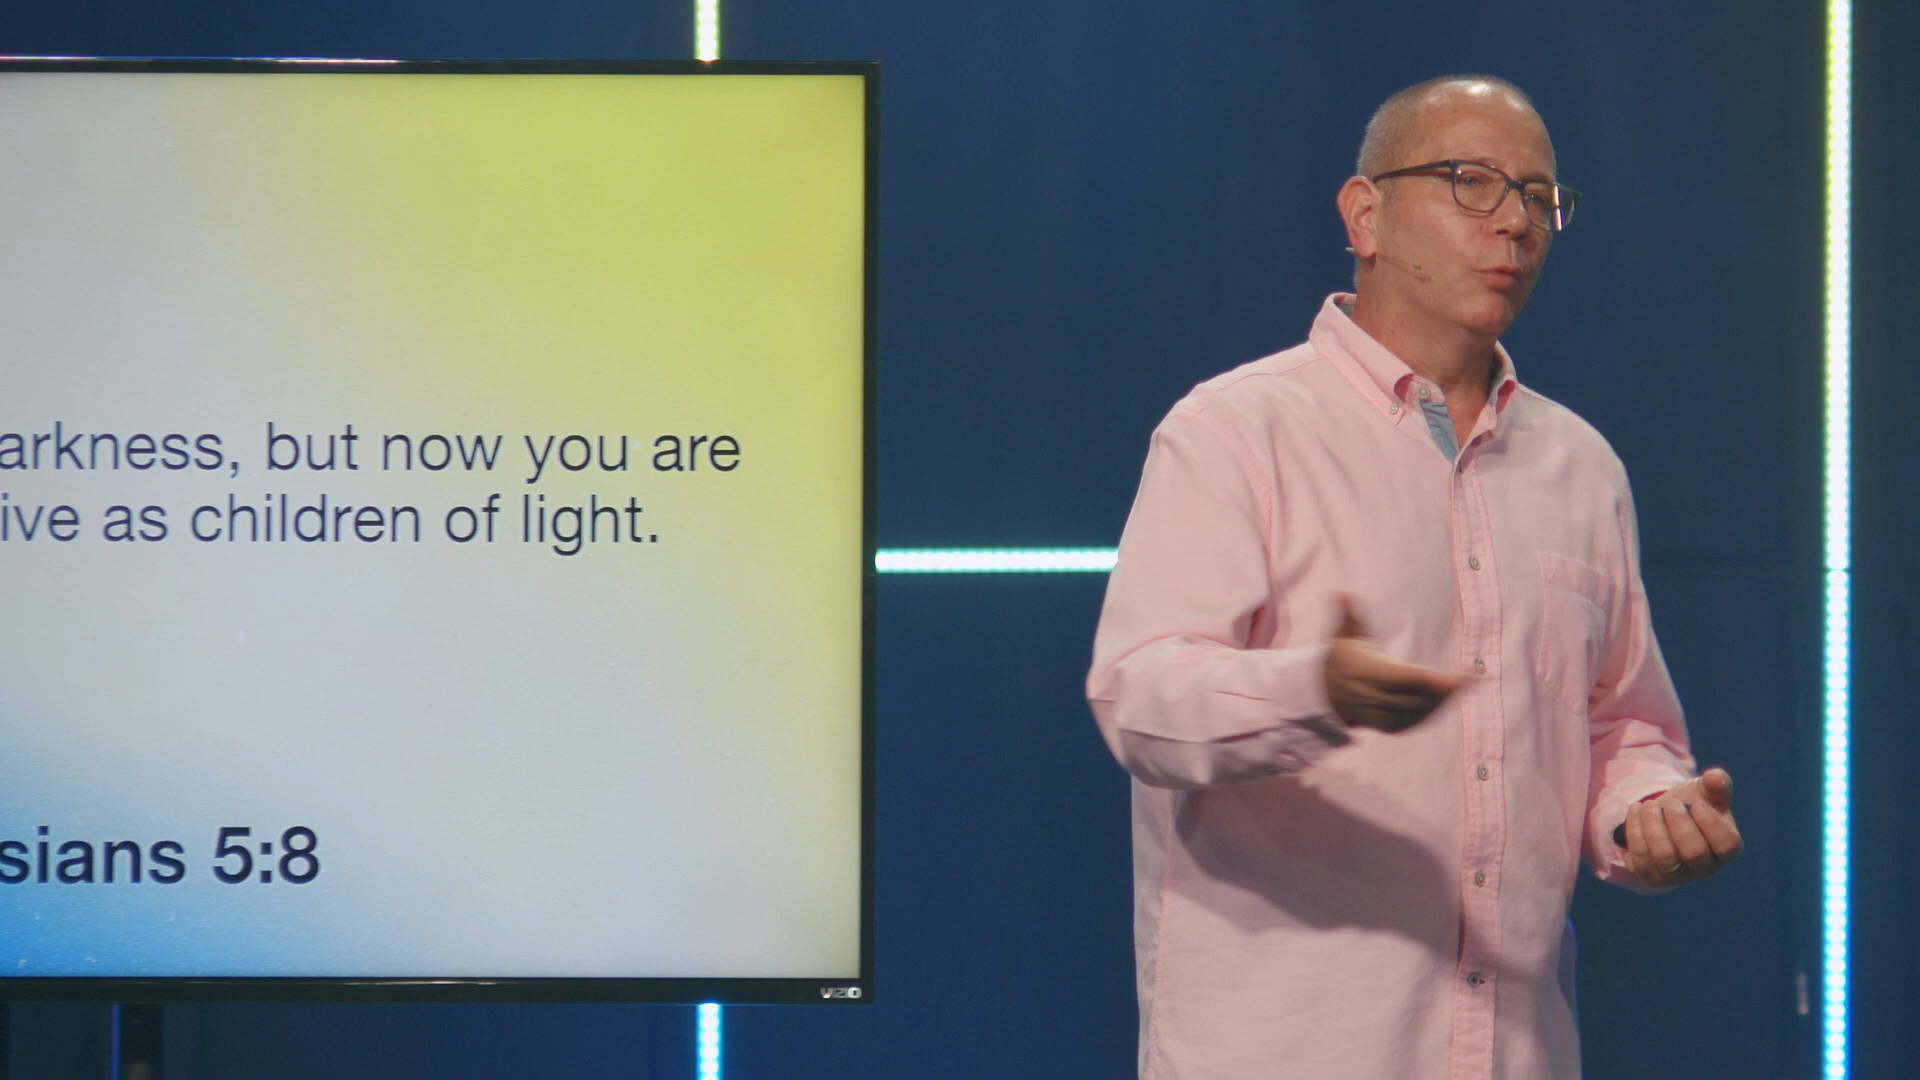 arkness, but now you are
ive as children of light.
sians 5:8
VIZIO